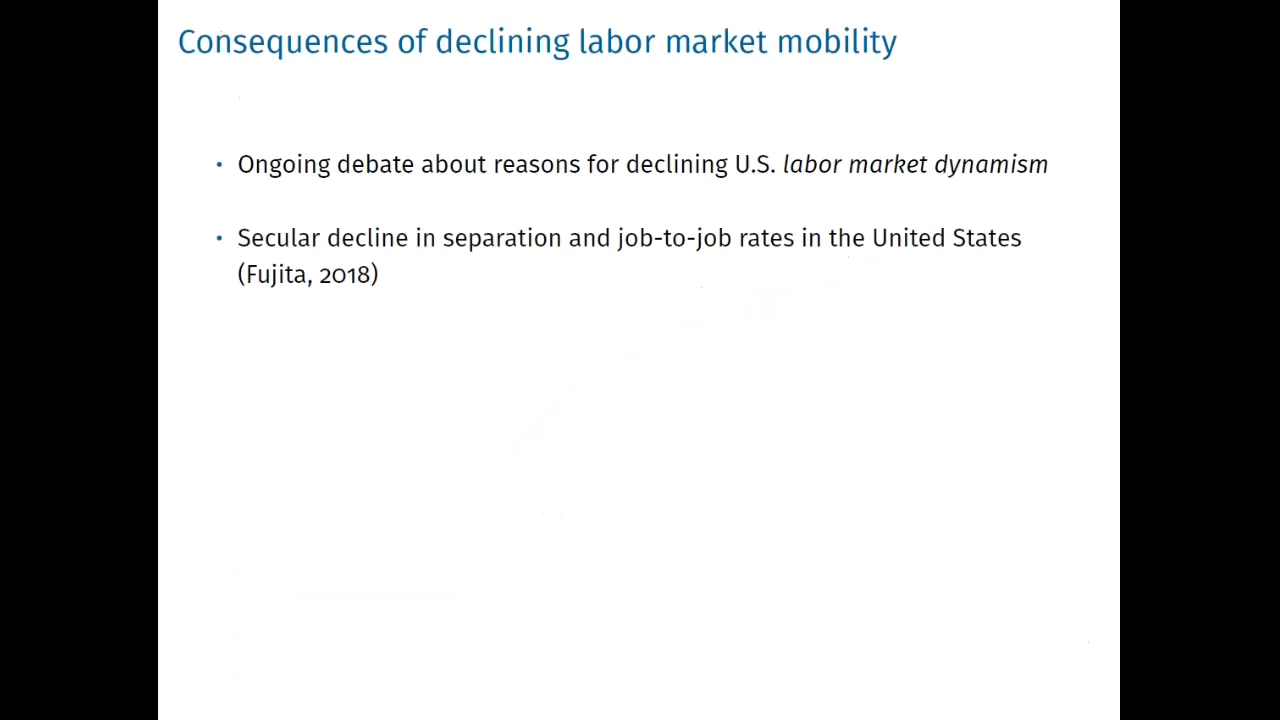 Consequences of declining labor market mobility
• Ongoing debate about reasons for declining U.S. labor market dynamism
• Secular decline in separation and job-to-job rates in the United States
(Fujita, 2018)